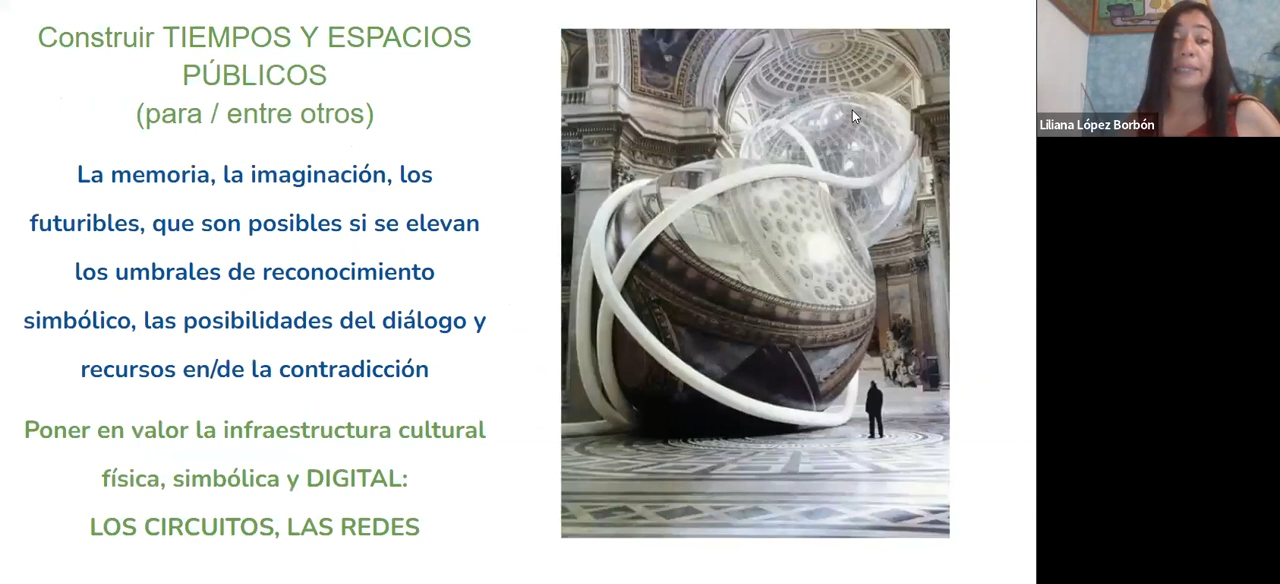 Construir TIEMPOS Y ESPACIOS
PÚBLICOS
(para / entre otros)
La memoria, la imaginación, los
futuribles, que son posibles si se elevan
los umbrales de reconocimiento
simbólico, las posibilidades del diálogo y
recursos en/de la contradicción
Poner en valor la infraestructura cultural
física, simbólica y DIGITAL:
LOS CIRCUITOS, LAS REDES
Liliana López Borbón